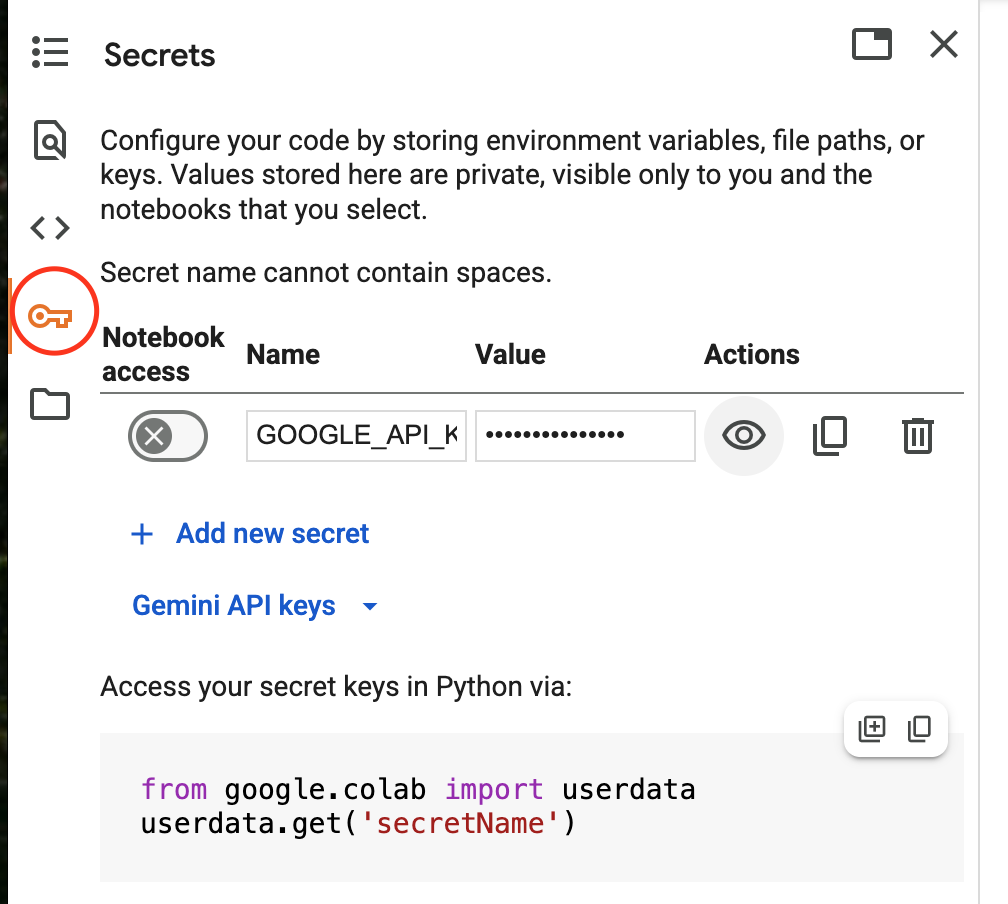 Secrets
Configure your code by storing environment variables, file paths, or
keys. Values stored here are private, visible only to you and the
notebooks that you select.
Secret name cannot contain spaces.
Notebook
access
Name
Value
Actions
GOOGLE_API_K
•••••••••••••••
Add new secret
Gemini API keys
Access your secret keys in Python via:
from google.colab import userdata
userdata.get('secretName')